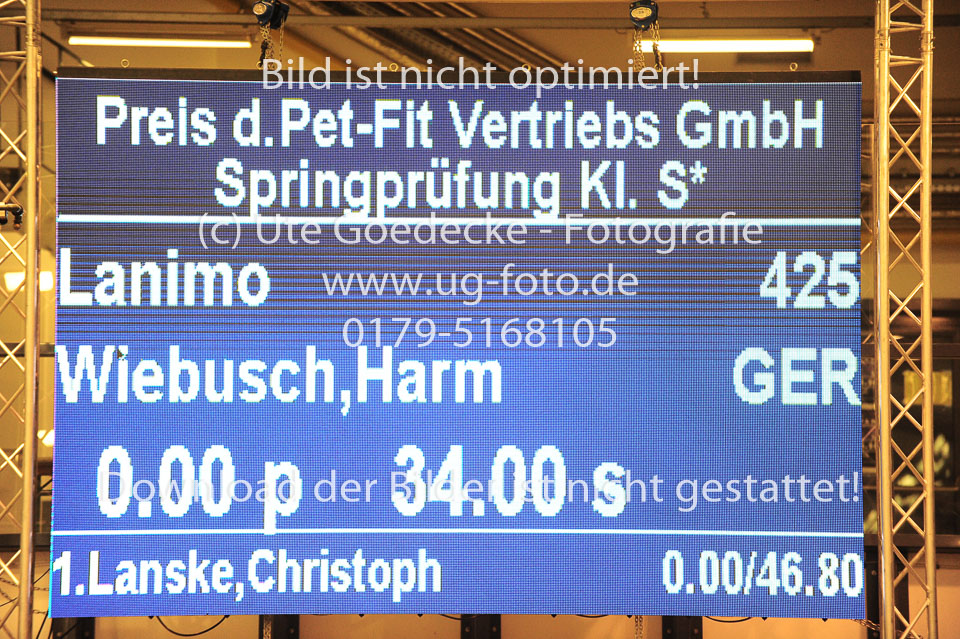 Bild ist nicht optimiert!
Preis d.Pet-Fit Vertriebs GmbH
Springprüfung Kl. S*
(c) Ute Goedecke - Fotografie
Lanimo 425
www.ug-foto.de
0179-5168105
Wiebusch,Harm GER
0.00 p 34.00 s
Download der Bilder ist nicht gestattet!
1.Lanske,Christoph 0.00/46.80